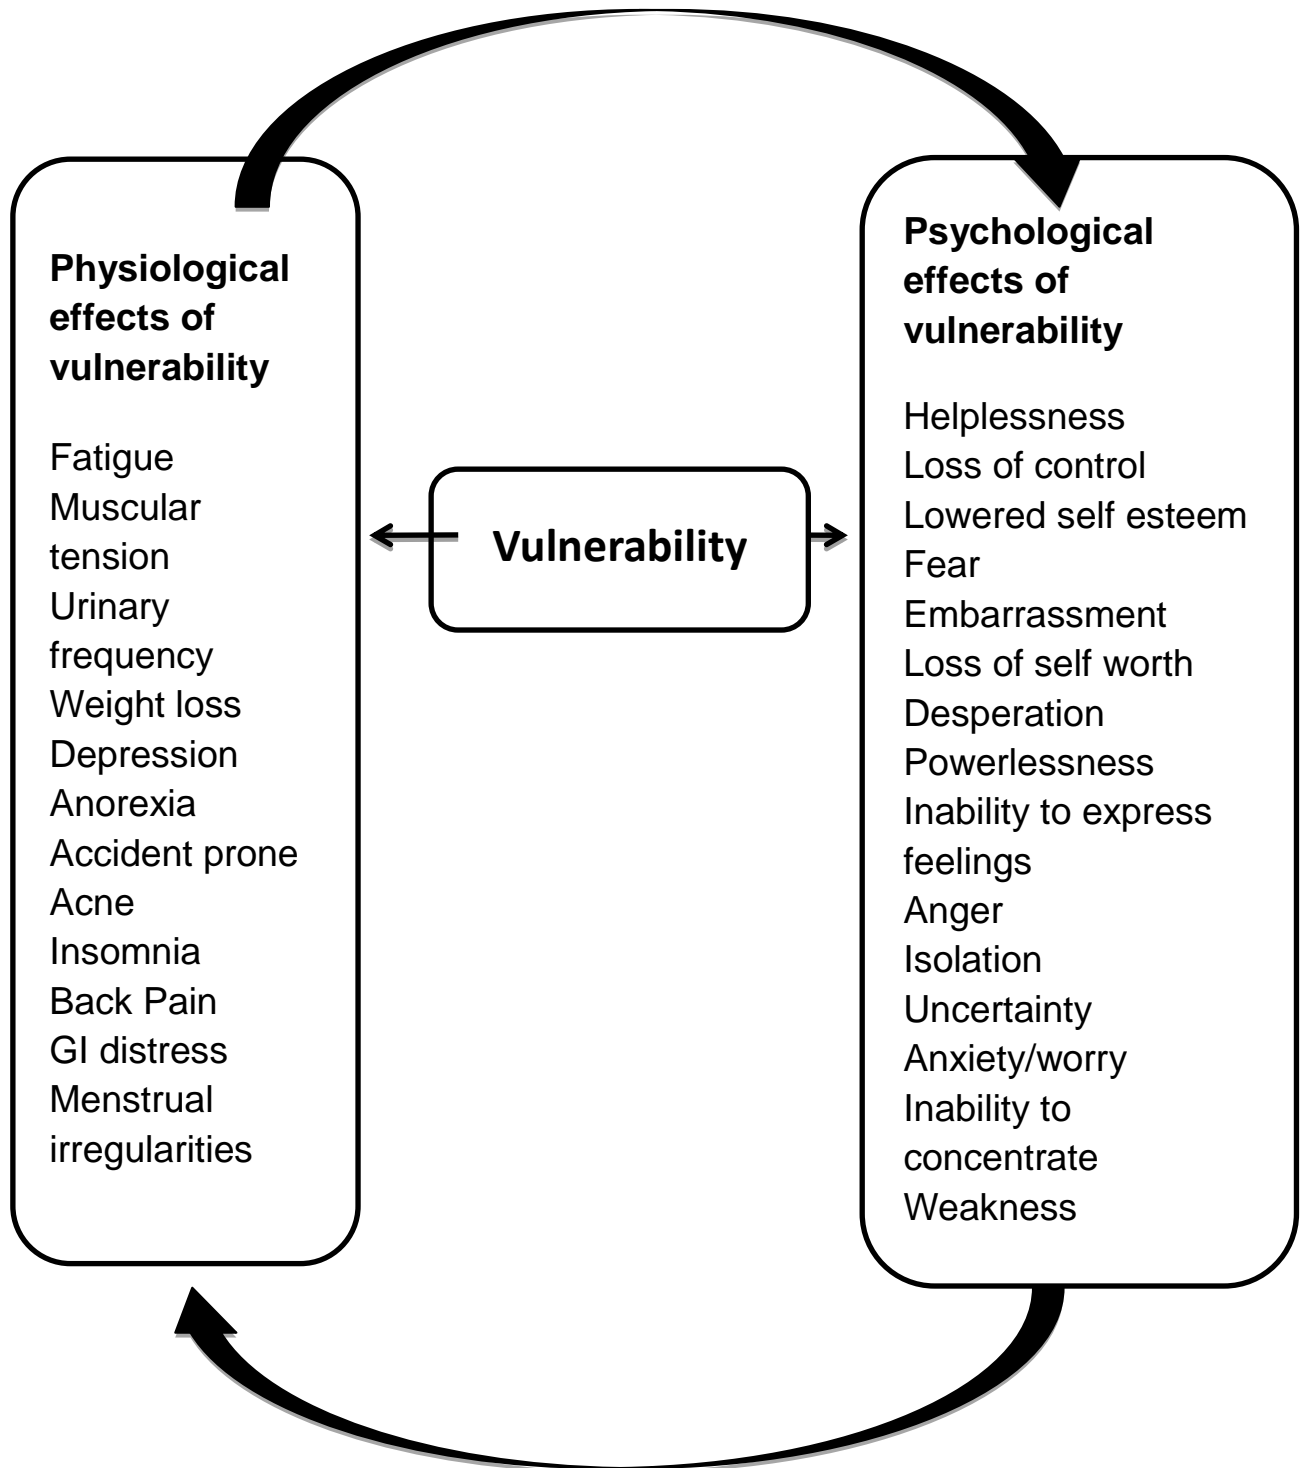 Physiological
effects of
vulnerability
Fatigue
Muscular
tension
Urinary
frequency
Weight loss
Depression
Anorexia
Accident prone
Acne
Insomnia
Back Pain
GI distress
Menstrual
irregularities
Vulnerability
Psychological
effects of
vulnerability
Helplessness
Loss of control
Lowered self esteem
Fear
Embarrassment
Loss of self worth
Desperation
Powerlessness
Inability to express
feelings
Anger
Isolation
Uncertainty
Anxiety/worry
Inability to
concentrate
Weakness